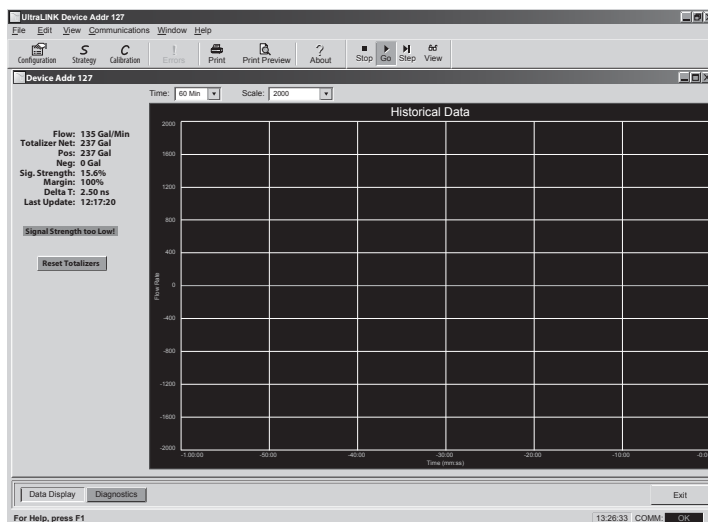 UltraLINK Device Addr 127
File Edit View Communications Window Help
S C ! ?
Configuration Strategy Calibration Errors Print Print Preview About Stop Go Step View
Device Addr 127
Time: 60 Min Scale: 2000
Historical Data
Flow: 135 Gal/Min
Totalizer Net: 237 Gal
Pos: 237 Gal
Neg: 0 Gal
Sig. Strength: 15.6%
Margin: 100%
Delta T: 2.50 ns
Last Update: 12:17:20
Signal Strength too Low!
Reset Totalizers
2000
1600
1200
800
400
0
-400
-800
-1200
-1600
-2000
Flow Rate
-1:00:00 -50:00 -40:00 -30:00 -20:00 -10:00 -0:0
Time (mm:ss)
Data Display Diagnostics Exit
For Help, press F1 13:26:33 COMM: OK